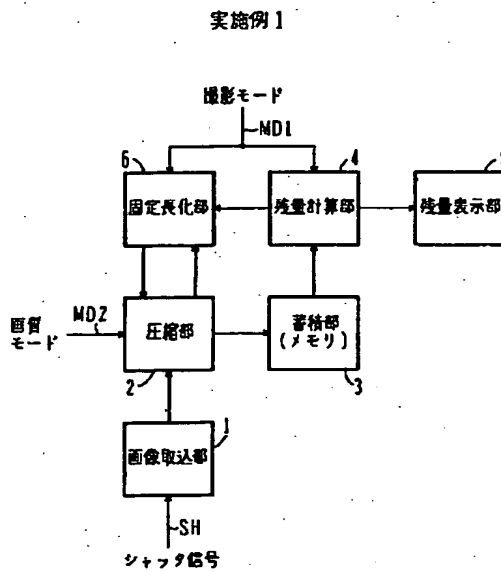 実施例1
撮影モード
MD1
6
4
固定長化部
残量計算部
残量表示部
画質
モード
MD2
圧縮部
蓄積部
(メモリ)
2
3
1
画像取込部
SH
シャッタ信号